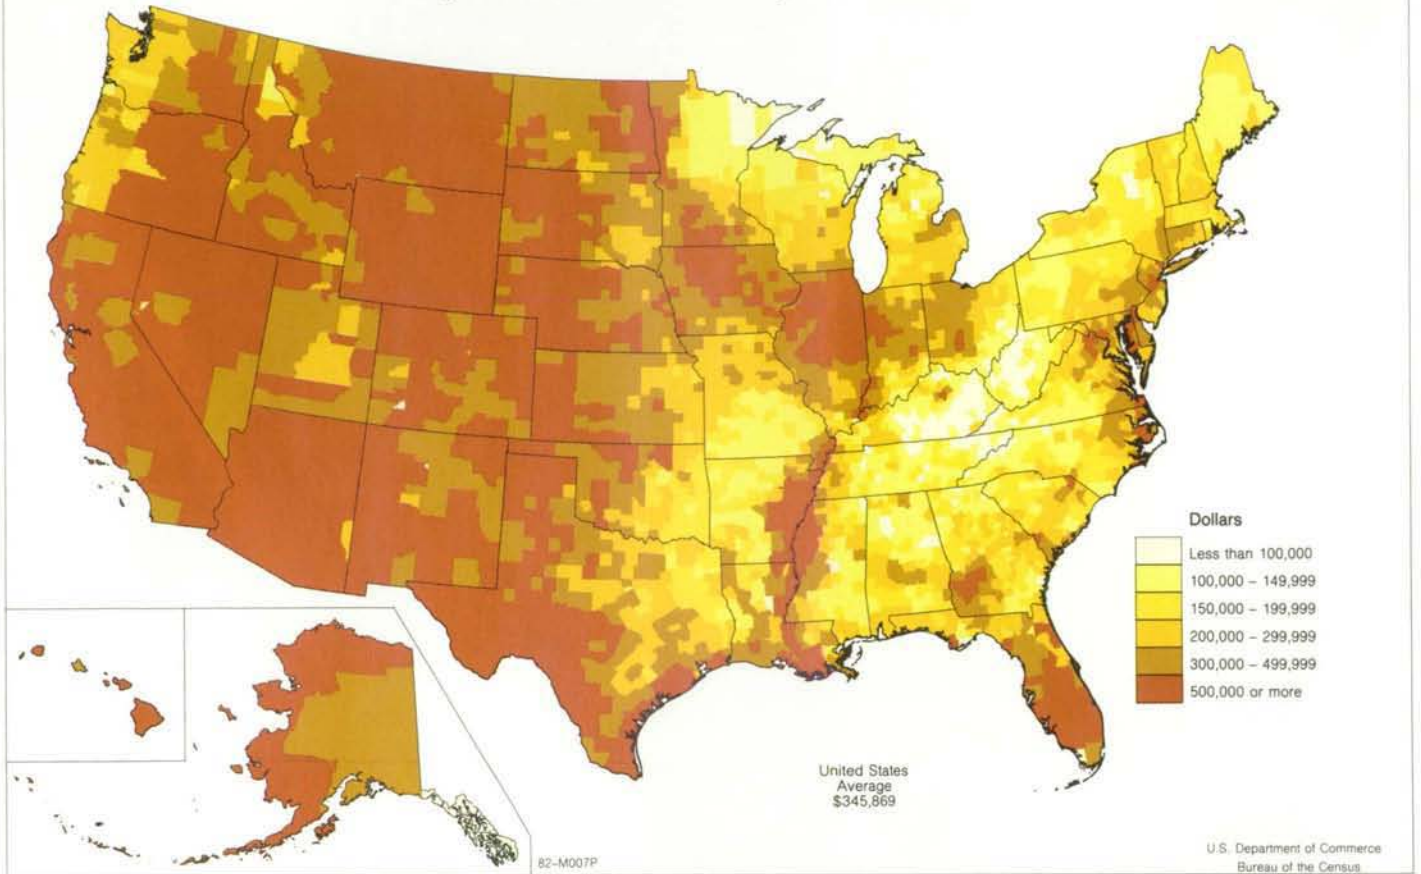 Dollars
Less than 100,000
100,000 – 149,999
150,000 – 199,999
200,000 – 299,999
300,000 – 499,999
500,000 or more
United States
Average
$345,869
82-M007P
U.S. Department of Commerce
Bureau of the Census